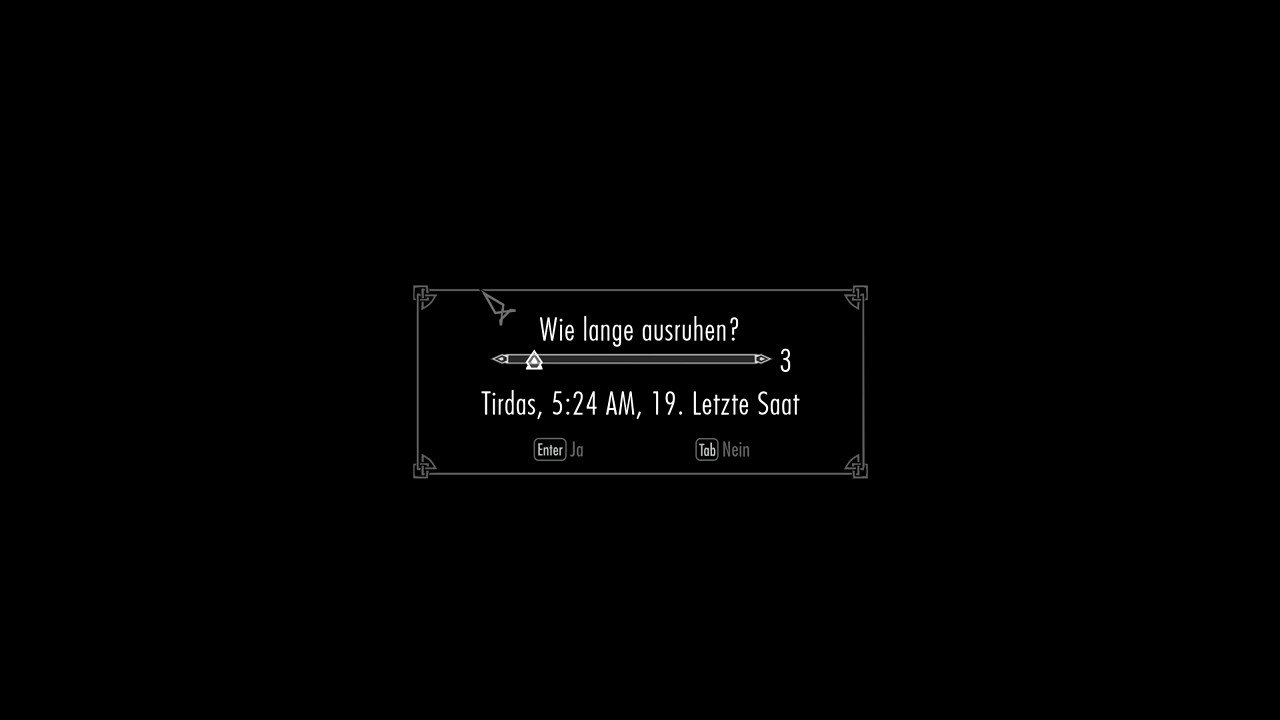 Wie lange ausruhen?
3
Tirdas, 5:24 AM, 19. Letzte Saat
Enter Ja Tab Nein